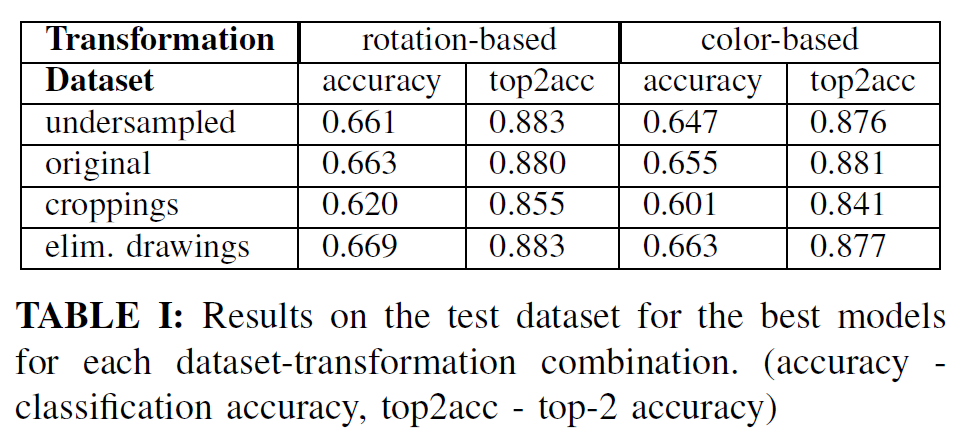 Transformation rotation-based color-based
Dataset accuracy top2acc accuracy top2acc
undersampled 0.661 0.883 0.647 0.876
original 0.663 0.880 0.655 0.881
croppings 0.620 0.855 0.601 0.841
elim. drawings 0.669 0.883 0.663 0.877
TABLE I: Results on the test dataset for the best models
for each dataset-transformation combination. (accuracy -
classification accuracy, top2acc - top-2 accuracy)